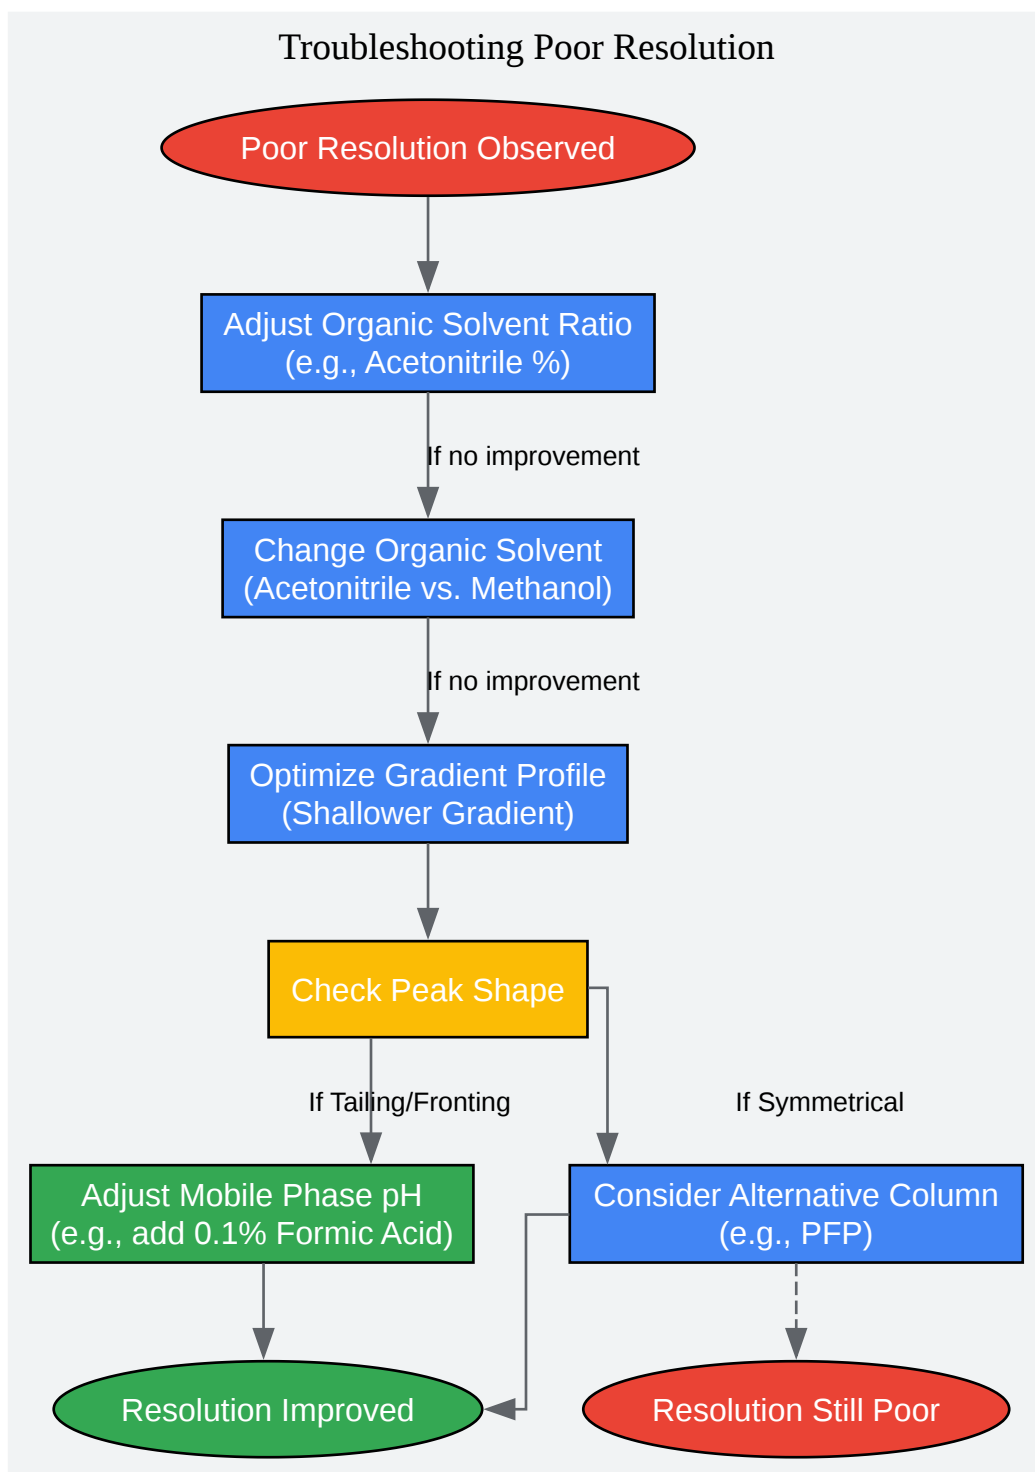 Troubleshooting Poor Resolution
Poor Resolution Observed
Adjust Organic Solvent Ratio
(e.g., Acetonitrile %)
If no improvement
Change Organic Solvent
(Acetonitrile vs. Methanol)
If no improvement
Optimize Gradient Profile
(Shallower Gradient)
Check Peak Shape
If Tailing/Fronting
If Symmetrical
Adjust Mobile Phase pH
(e.g., add 0.1% Formic Acid)
Consider Alternative Column
(e.g., PFP)
Resolution Improved
Resolution Still Poor